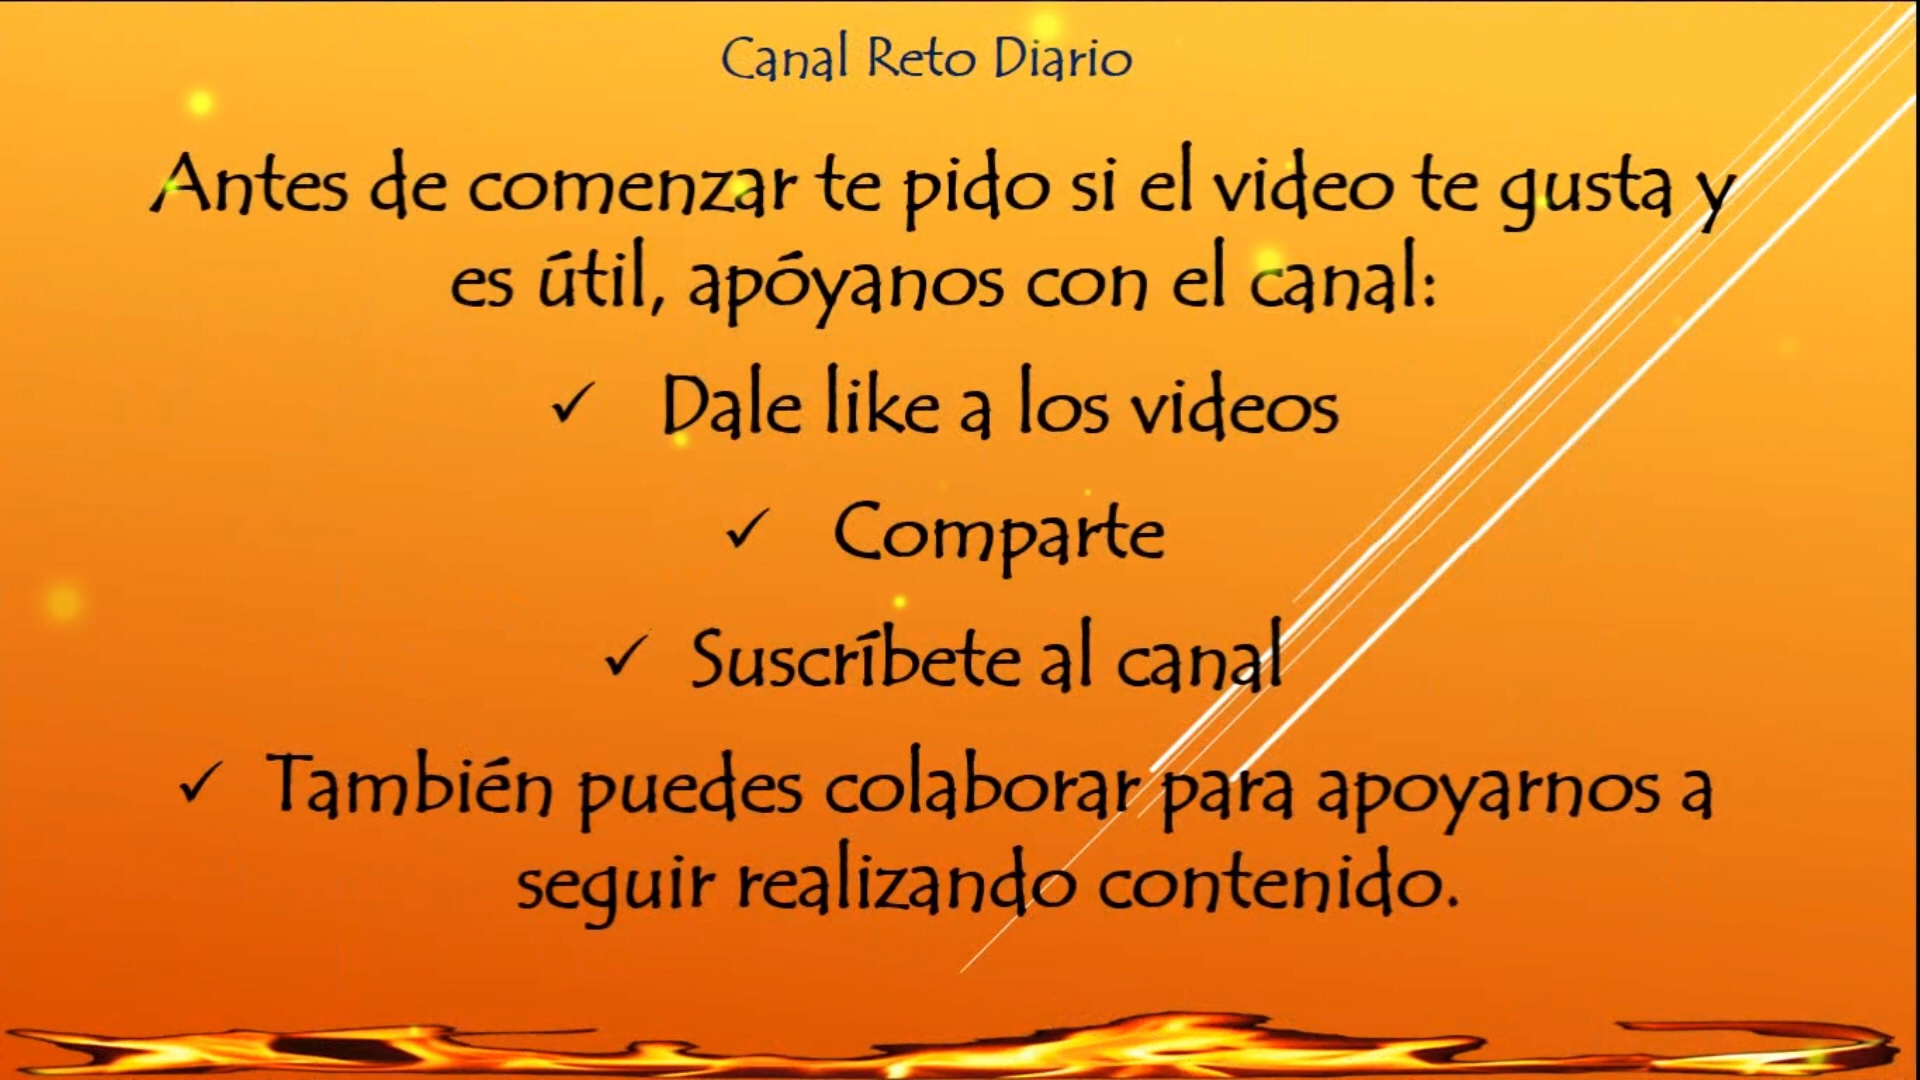 Canal Reto Diario
Antes de comenzar te pido si el video te gusta y
es útil, apóyanos con el canal:
✓ Dale like a los videos
✓ Comparte
✓ Suscríbete al canal
✓ También puedes colaborar para apoyarnos a
seguir realizando contenido.